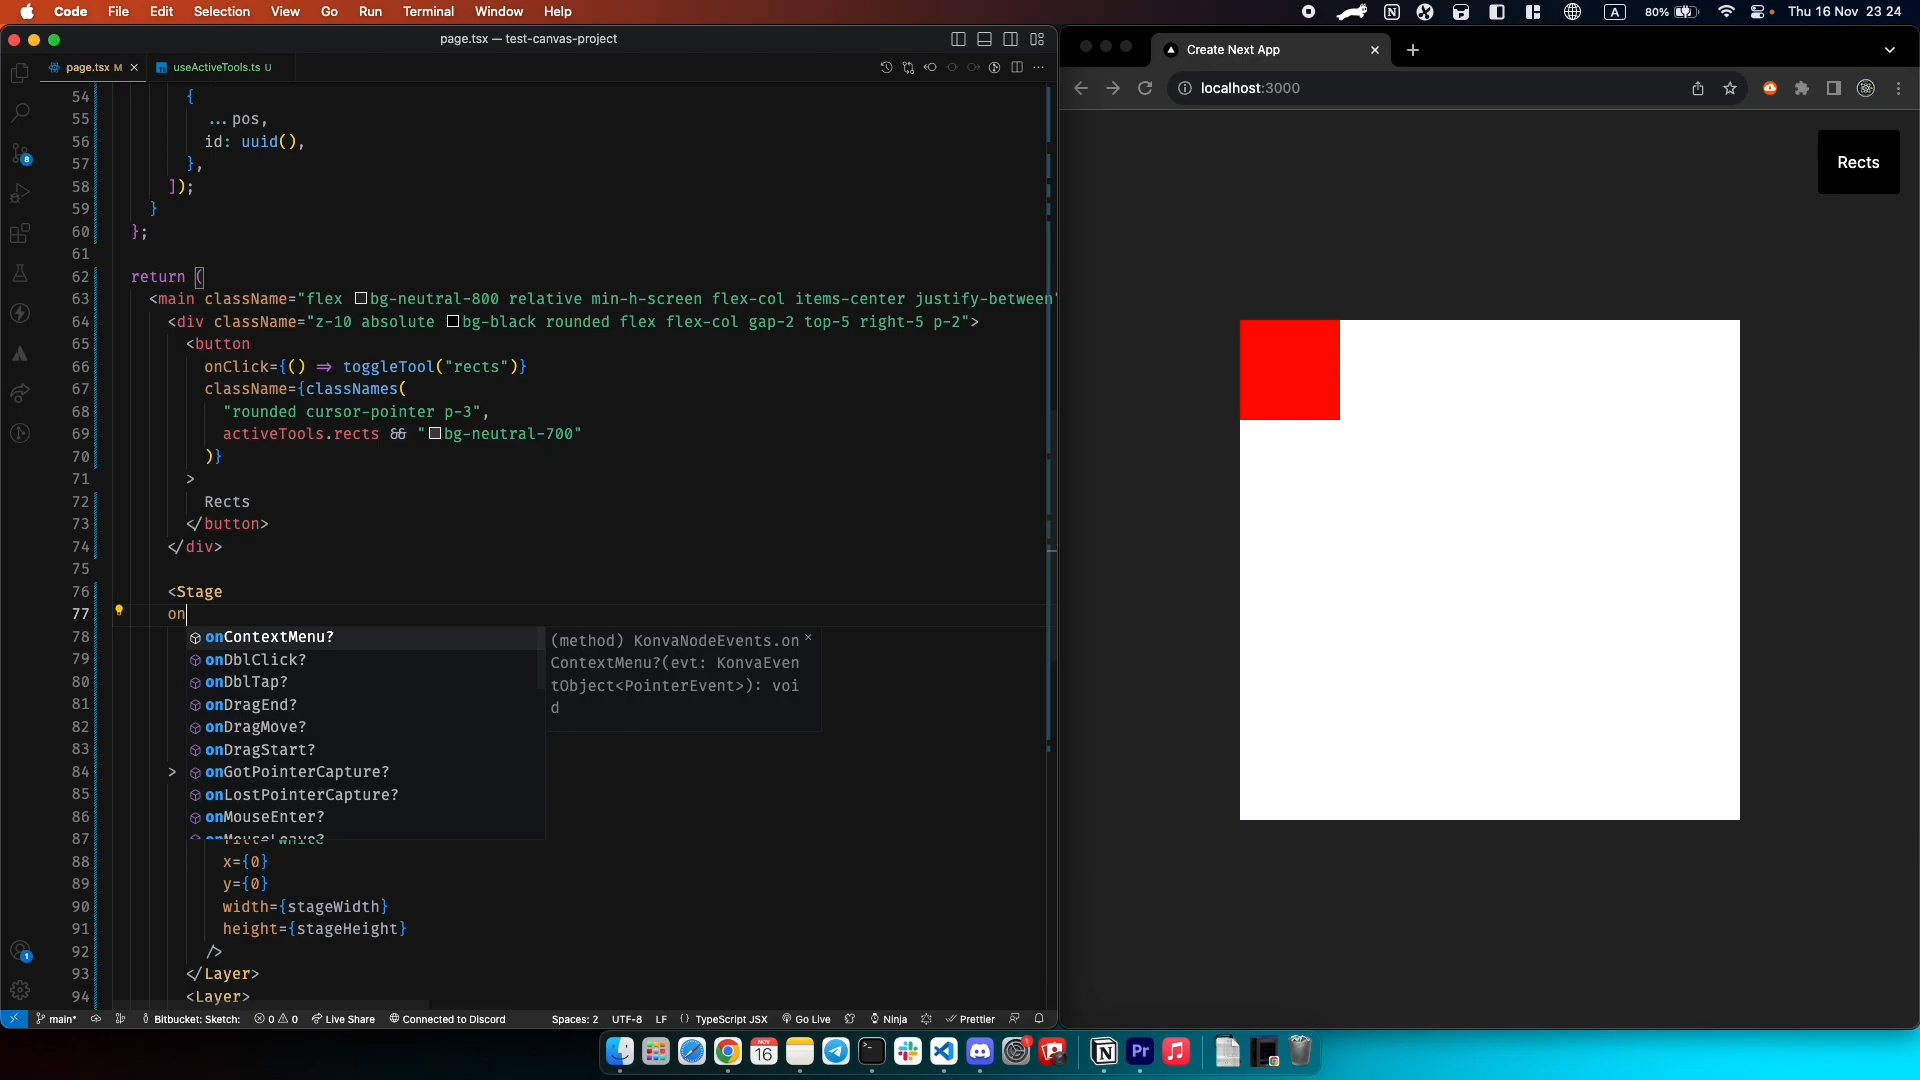 Code File Edit Selection View Go Run Terminal Window Help
A 80% Thu 16 Nov 23 24
page.tsx — test-canvas-project
page.tsx M useActiveTools.ts U
54 {
55 ...pos,
56 id: uuid(),
57 },
58 ]);
59 }
60 };
61
62 return (
63 <main className="flex bg-neutral-800 relative min-h-screen flex-col items-center justify-between"
64 <div className="z-10 absolute bg-black rounded flex flex-col gap-2 top-5 right-5 p-2">
65 <button
66 onClick={() => toggleTool("rects")}
67 className={classNames(
68 "rounded cursor-pointer p-3",
69 activeTools.rects && "bg-neutral-700"
70 )}
71 >
72 Rects
73 </button>
74 </div>
75
76 <Stage
77 on
78 onContextMenu?
79 onDblClick?
80 onDblTap?
81 onDragEnd?
82 onDragMove?
83 onDragStart?
84 > onGotPointerCapture?
85 onLostPointerCapture?
86 onMouseEnter?
(method) KonvaNodeEvents.on
ContextMenu?(evt: KonvaEven
tObject<PointerEvent>): voi
d
87
88 x={0}
89 y={0}
90 width={stageWidth}
91 height={stageHeight}
92 />
93 </Layer>
94 <Layer>
8
1
main* Bitbucket: Sketch: 0 0 Live Share Connected to Discord Spaces: 2 UTF-8 LF TypeScript JSX Go Live Ninja Prettier
Create Next App
localhost:3000
Rects
NOV
16
1
Pr